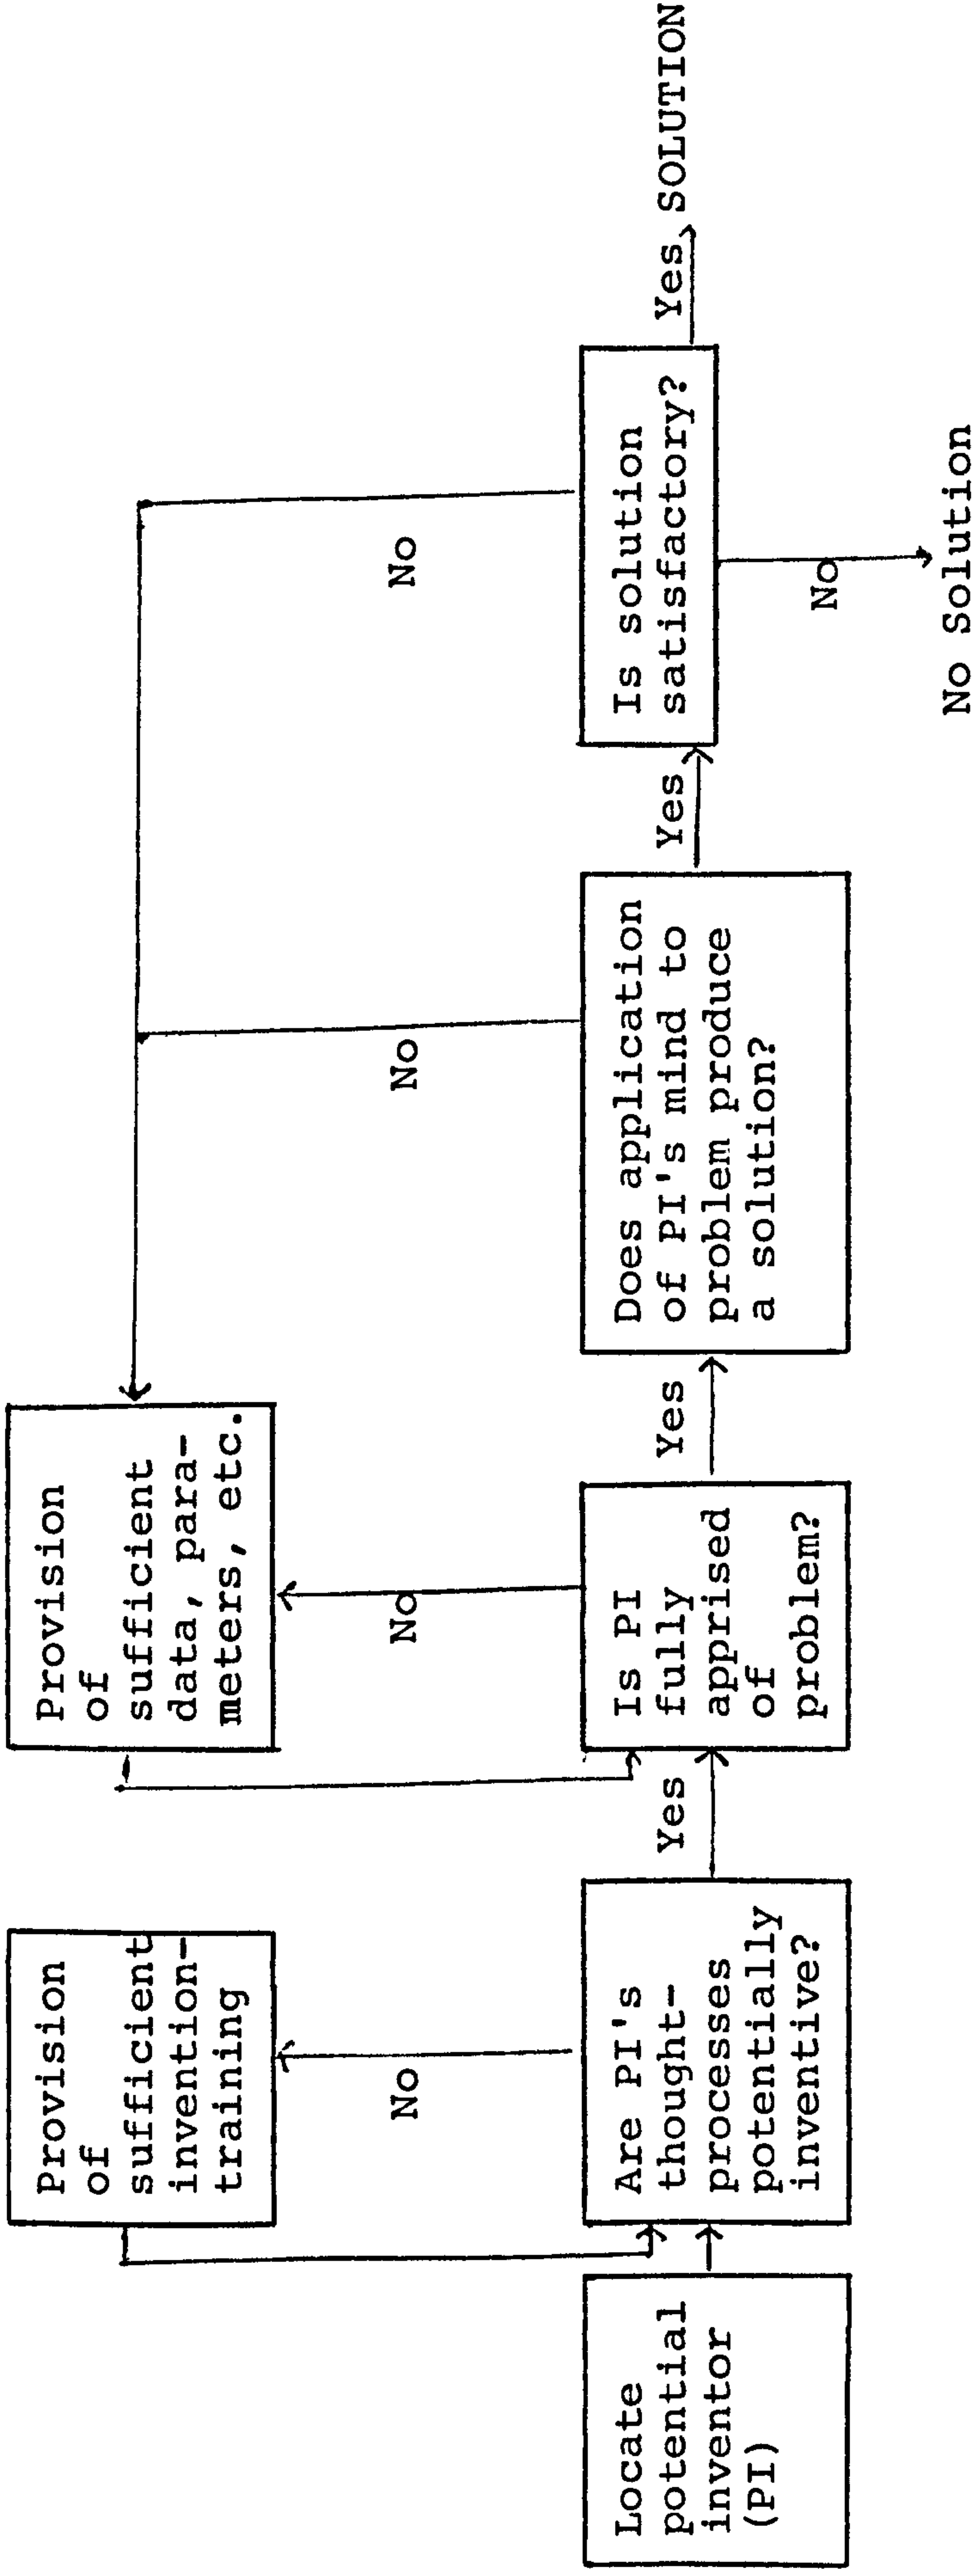 Provision
of
sufficient
invention-
training
Provision
of
sufficient
data, para-
meters, etc.
No
No
No
No
Locate
potential
inventor
(PI)
Are PI's
thought-
processes
potentially
inventive?
Yes
Is PI
fully
apprised
of
problem?
Yes
Does application
of PI's mind to
problem produce
a solution?
Yes
Is solution
satisfactory?
Yes
SOLUTION
No
No Solution